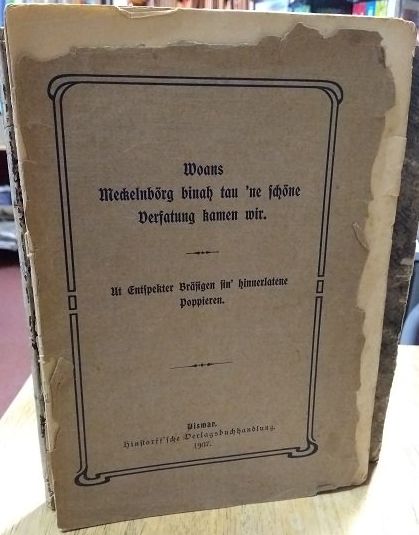 Woans
Meckelnbörg binah tau 'ne schöne
Verfatung kamen wir.
Ut Entspekter Bräsigen sin' hinnerlatene
Poppieren.
Wismar.
Hinstorff'sche Verlagsbuchhandlung.
1907.